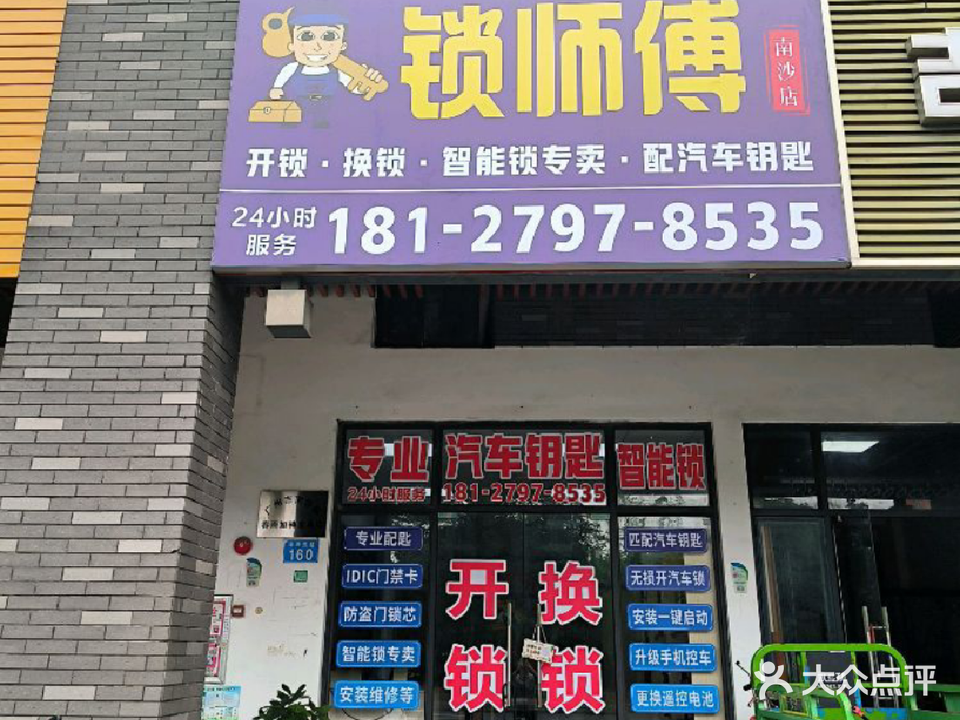 锁师傅
南沙店
开锁·换锁·智能锁专卖·配汽车钥匙
24小时
服务
181-2797-8535
专业
24小时服务
汽车钥匙
181-2797-8535
智能锁
专业配匙
IDIC门禁卡
防盗门锁芯
智能锁专卖
安装维修等
开锁
换锁
匹配汽车钥匙
无损开汽车锁
安装一键启动
升级手机控车
更换遥控电池
160
大众点评